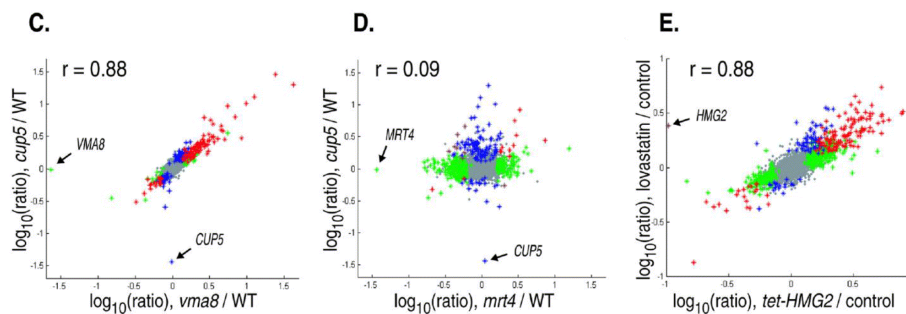 C.
r = 0.88
VMA8
CUP5
1.5
1
0.5
0
-0.5
-1
-1.5
-1.5 -1 -0.5 0 0.5 1 1.5
log10(ratio), cup5 / WT
log10(ratio), vma8 / WT
D.
r = 0.09
MRT4
CUP5
1.5
1
0.5
0
-0.5
-1
-1.5
-1.5 -1 -0.5 0 0.5 1 1.5
log10(ratio), cup5 / WT
log10(ratio), mrt4 / WT
E.
r = 0.88
HMG2
1
0.5
0
-0.5
-1
-1 -0.5 0 0.5
log10(ratio), lovastatin / control
log10(ratio), tet-HMG2 / control